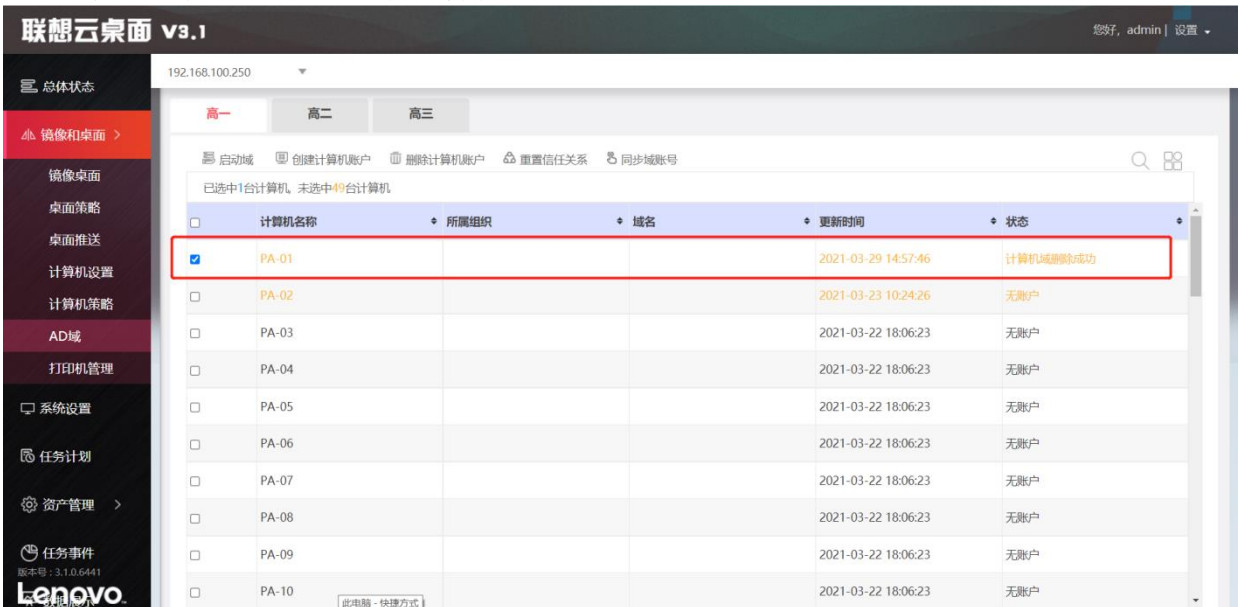 联想云桌面 V3.1
您好，admin | 设置
192.168.100.250
总体状态
镜像和桌面
镜像桌面
桌面策略
桌面推送
计算机设置
计算机策略
AD域
打印机管理
系统设置
任务计划
资产管理
任务事件
版本号：3.1.0.6441
Lenovo
高一 高二 高三
启动域 创建计算机账户 删除计算机账户 重置信任关系 同步域账号
已选中1台计算机, 未选中49台计算机
计算机名称 所属组织 域名 更新时间 状态
PA-01 2021-03-29 14:57:46 计算机域删除成功
PA-02 2021-03-23 10:24:26 无账户
PA-03 2021-03-22 18:06:23 无账户
PA-04 2021-03-22 18:06:23 无账户
PA-05 2021-03-22 18:06:23 无账户
PA-06 2021-03-22 18:06:23 无账户
PA-07 2021-03-22 18:06:23 无账户
PA-08 2021-03-22 18:06:23 无账户
PA-09 2021-03-22 18:06:23 无账户
PA-10 2021-03-22 18:06:23 无账户
此电脑 - 快捷方式